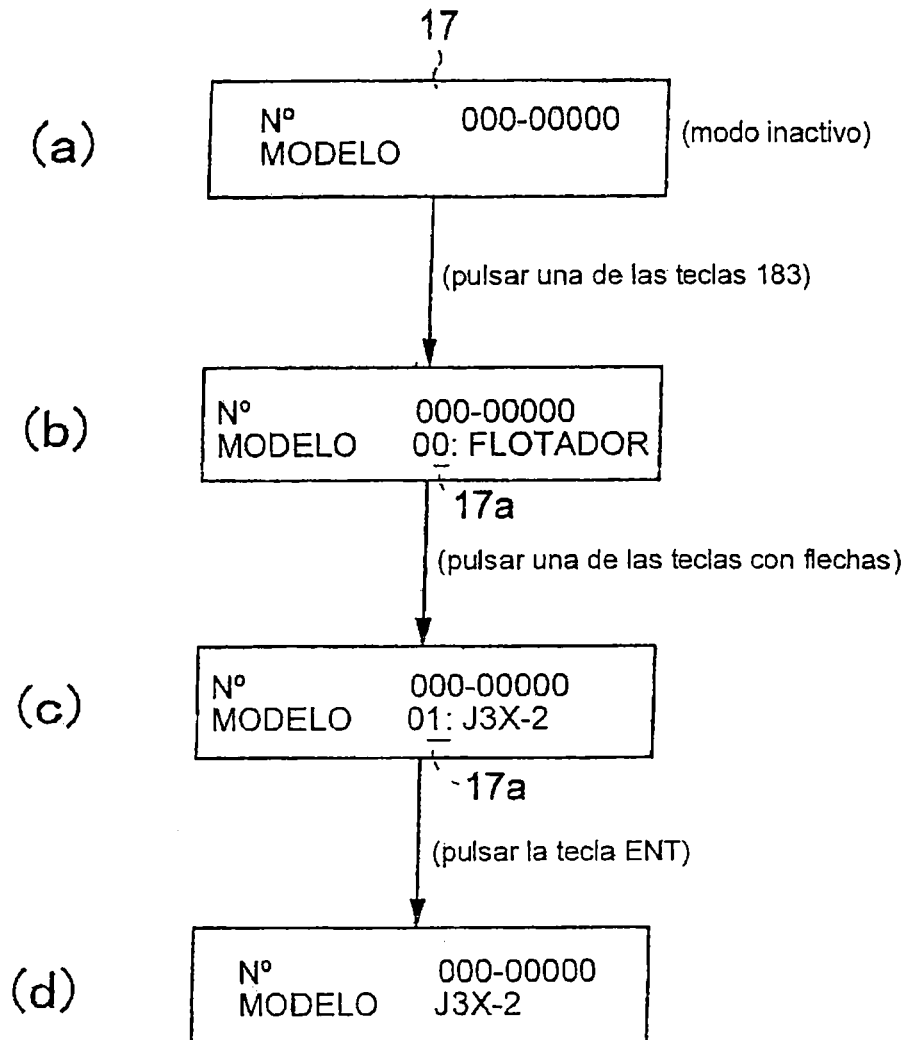 17
(a)
Nº 000-00000
MODELO
(modo inactivo)
(pulsar una de las teclas 183)
(b)
Nº 000-00000
MODELO 00: FLOTADOR
17a
(pulsar una de las teclas con flechas)
(c)
Nº 000-00000
MODELO 01: J3X-2
17a
(pulsar la tecla ENT)
(d)
Nº 000-00000
MODELO J3X-2